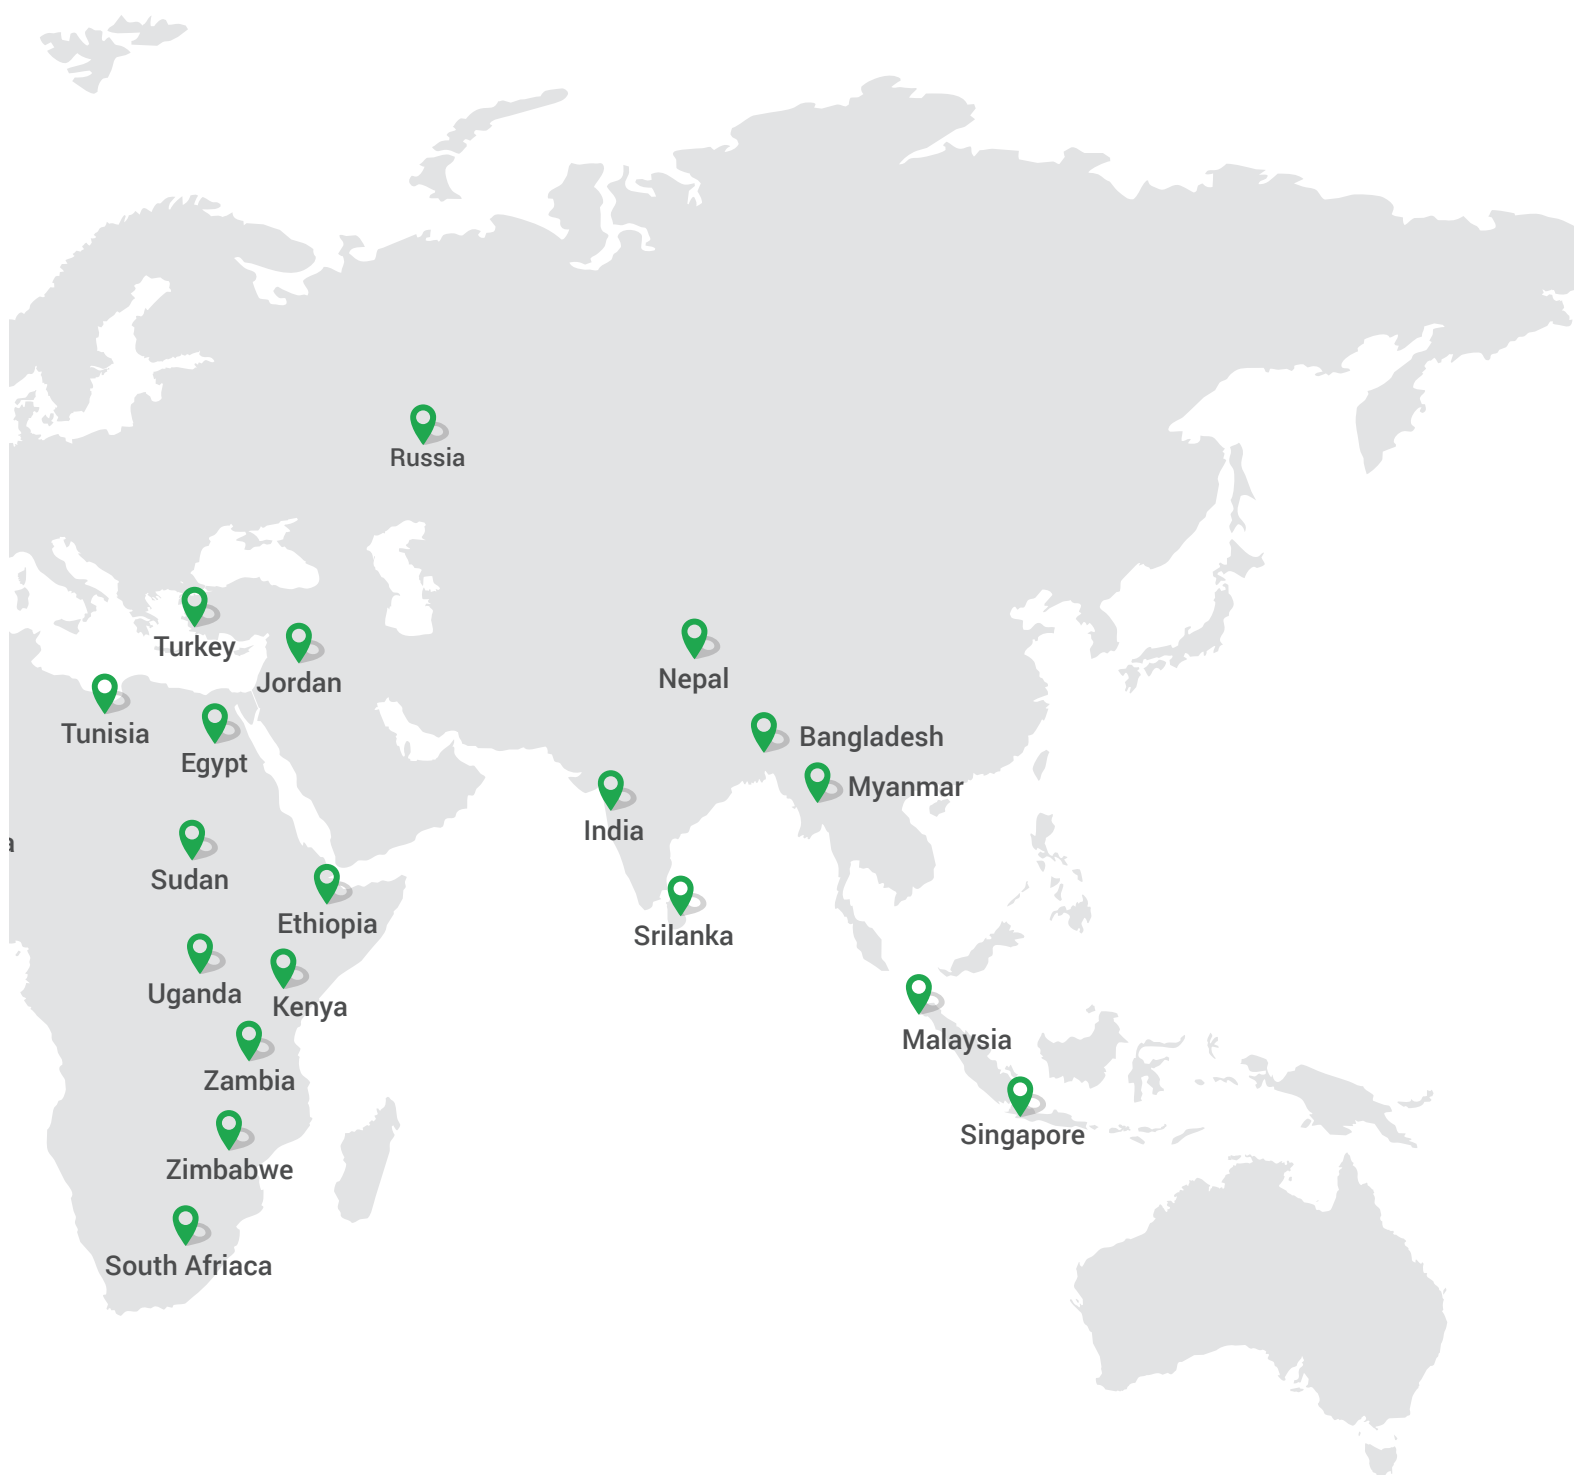 Russia
Turkey
Jordan
Nepal
Tunisia
Bangladesh
Egypt
Myanmar
India
Sudan
Ethiopia
Srilanka
Uganda
Kenya
Malaysia
Zambia
Singapore
Zimbabwe
South Afriaca